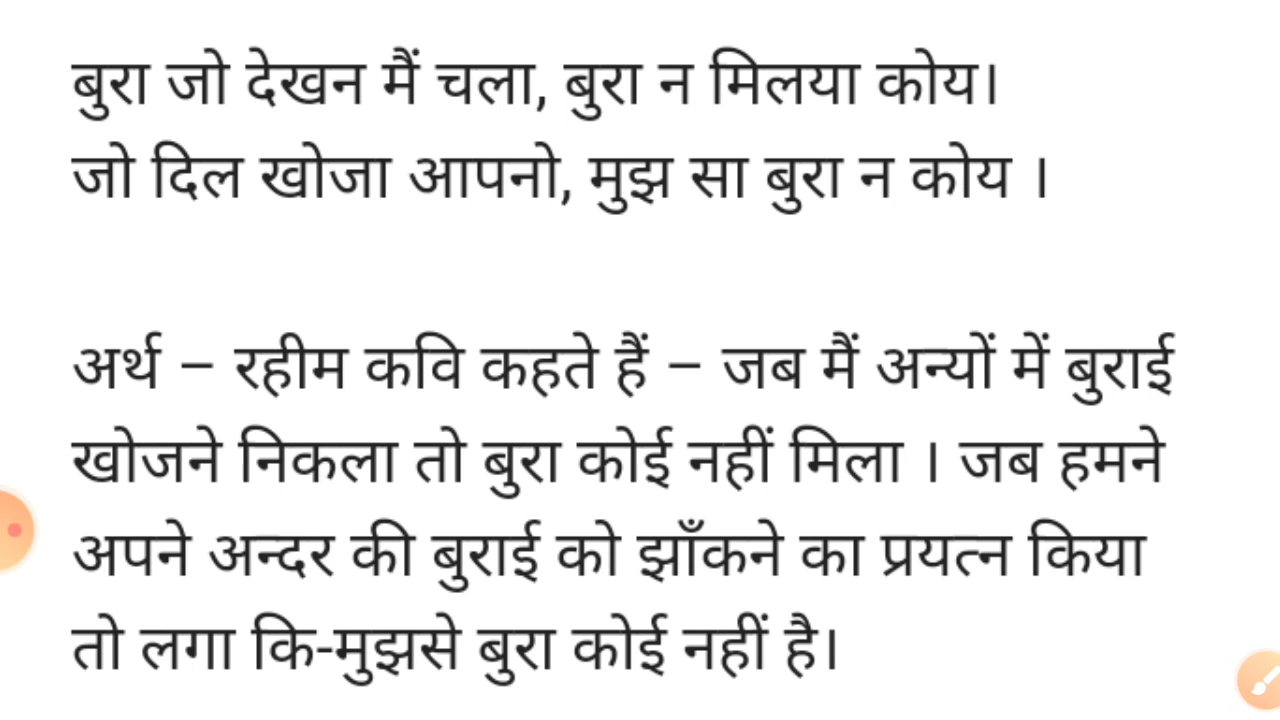 बुरा जो देखन मैं चला, बुरा न मिलया कोय।
जो दिल खोजा आपनो, मुझ सा बुरा न कोय ।
अर्थ – रहीम कवि कहते हैं – जब मैं अन्यों में बुराई
खोजने निकला तो बुरा कोई नहीं मिला । जब हमने
अपने अन्दर की बुराई को झाँकने का प्रयत्न किया
तो लगा कि-मुझसे बुरा कोई नहीं है।